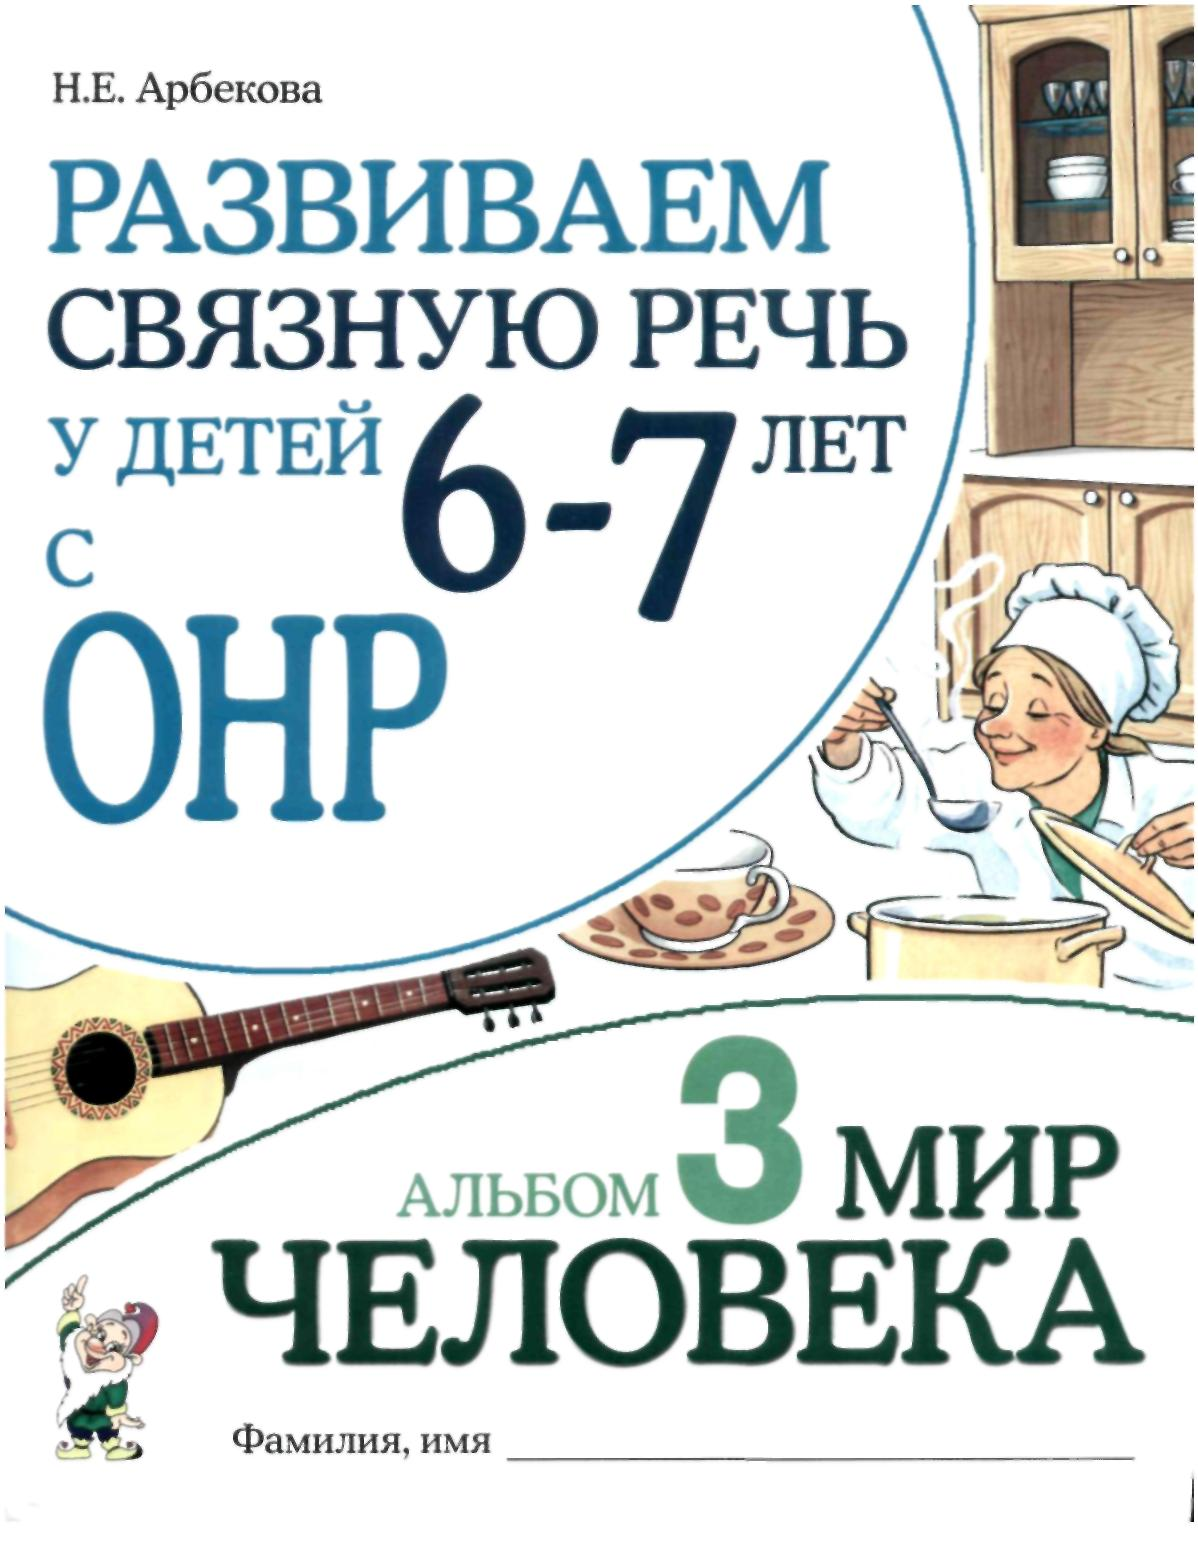 Н.Е. Арбекова
РАЗВИВАЕМ
СВЯЗНУЮ РЕЧЬ
У ДЕТЕЙ 6-7 ЛЕТ
С
ОНР
АЛЬБОМ 3 МИР
ЧЕЛОВЕКА
Фамилия, имя